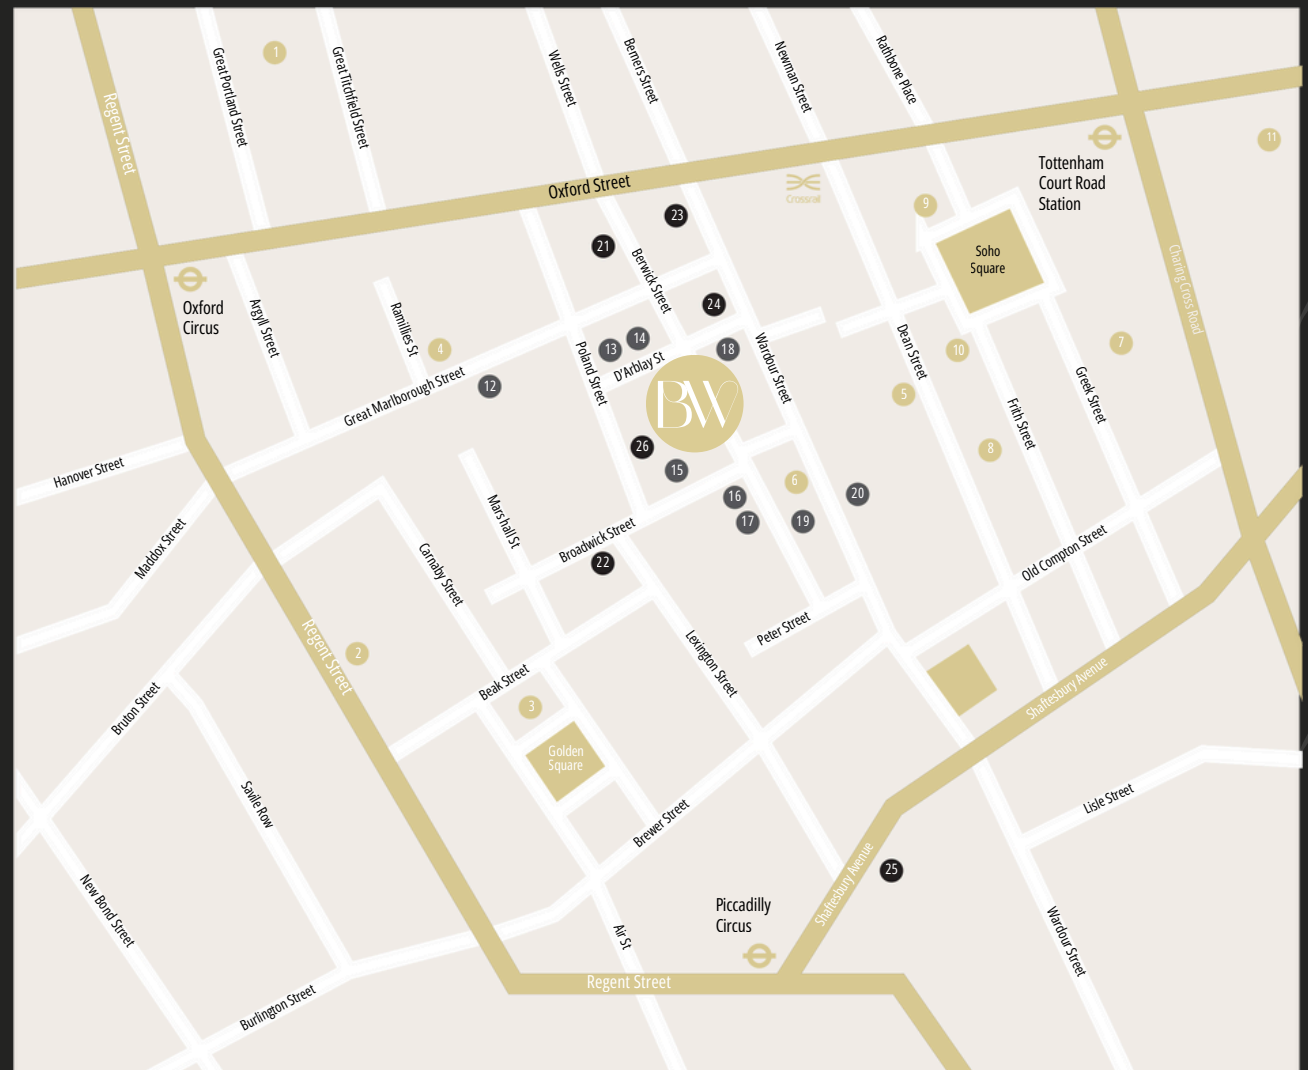 Great Portland Street
1
Great Titchfield Street
Wells Street
Berners Street
Newman Street
Rathbone Place
Regent Street
11
Tottenham
Court Road
Station
Oxford Street
Crossrail
9
23
21
Soho
Square
Charing Cross Road
Berwick Street
Oxford
Circus
Argyll Street
Ramillies St
24
4
13
14
18
12
Poland Street
D'Arblay St
Wardour Street
Dean Street
10
7
5
Greek Street
Great Marlborough Street
BW
Frith Street
26
15
8
Hanover Street
6
16
20
17
19
Maddox Street
Marshall St
Broadwick Street
22
Carnaby Street
Old Compton Street
Peter Street
Regent Street
2
Lexington Street
Beak Street
3
Shaftesbury Avenue
Bruton Street
Golden
Square
Savile Row
Brewer Street
Lisle Street
25
Shaftesbury Avenue
New Bond Street
Piccadilly
Circus
Air St
Wardour Street
Regent Street
Burlington Street